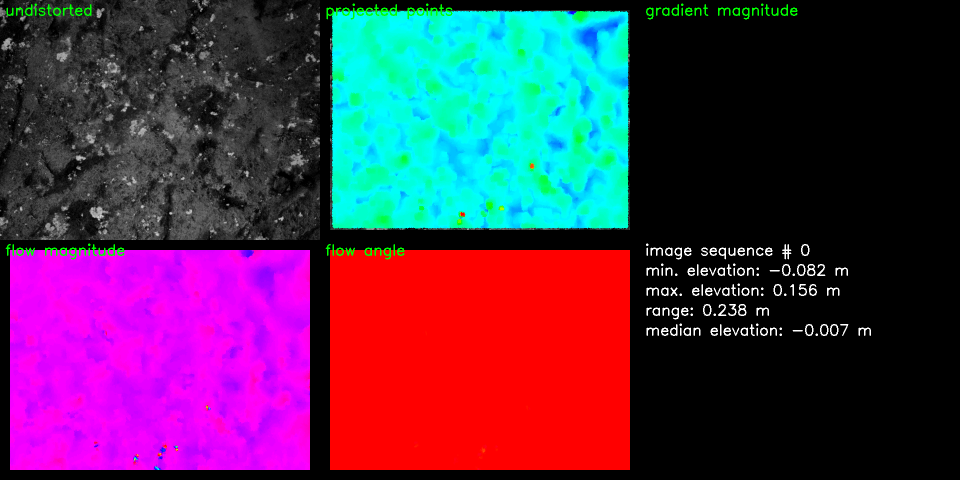 undistorted
projected points
gradient magnitude
flow magnitude
flow angle
image sequence # 0
min. elevation: -0.082 m
max. elevation: 0.156 m
range: 0.238 m
median elevation: -0.007 m